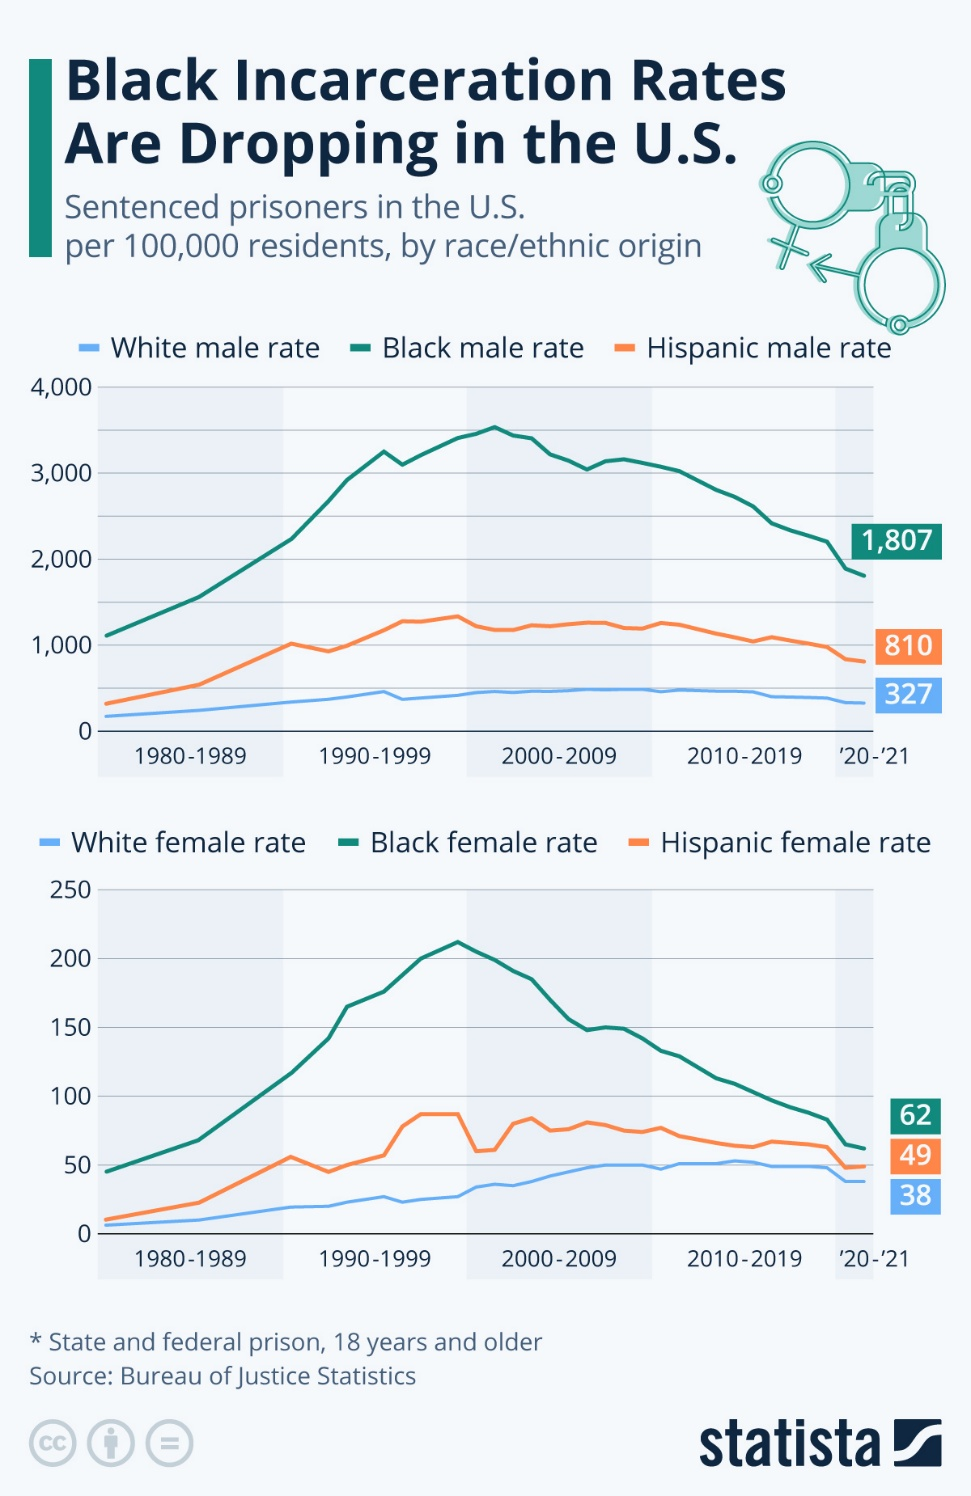 Black Incarceration Rates
Are Dropping in the U.S.
Sentenced prisoners in the U.S.
per 100,000 residents, by race/ethnic origin
White male rate Black male rate Hispanic male rate
4,000
3,000
2,000
1,000
0
1,807
810
327
1980-1989 1990-1999 2000-2009 2010-2019 ’20-’21
White female rate Black female rate Hispanic female rate
250
200
150
100
50
0
62
49
38
1980-1989 1990-1999 2000-2009 2010-2019 ’20-’21
* State and federal prison, 18 years and older
Source: Bureau of Justice Statistics
cc
statista